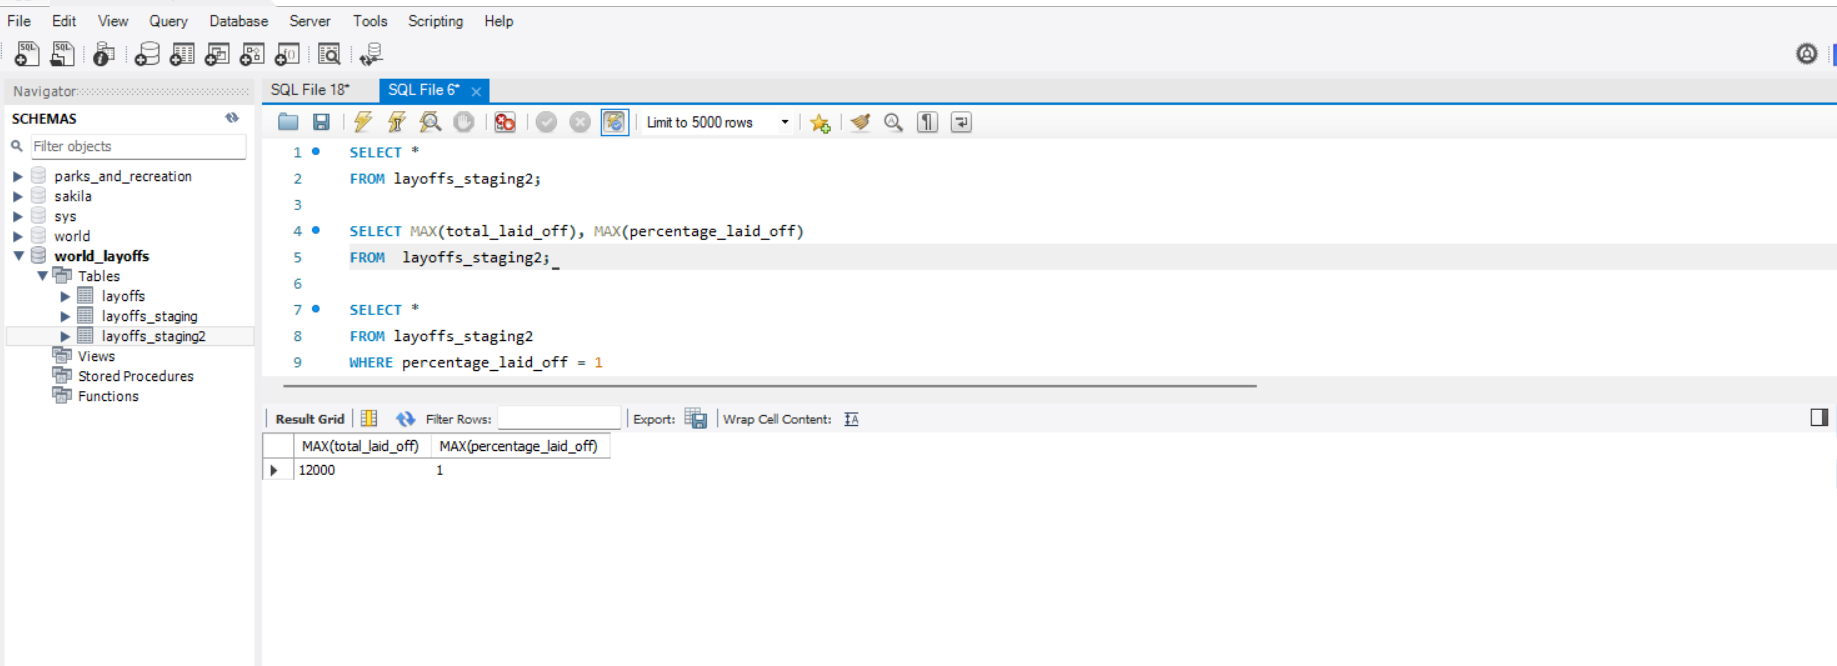 File Edit View Query Database Server Tools Scripting Help
Navigator
SQL File 18*
SQL File 6*
SCHEMAS
Filter objects
parks_and_recreation
sakila
sys
world
world_layoffs
Tables
layoffs
layoffs_staging
layoffs_staging2
Views
Stored Procedures
Functions
Limit to 5000 rows
1 SELECT *
2 FROM layoffs_staging2;
3
4 SELECT MAX(total_laid_off), MAX(percentage_laid_off)
5 FROM  layoffs_staging2;
6
7 SELECT *
8 FROM layoffs_staging2
9 WHERE percentage_laid_off = 1
Result Grid Filter Rows: Export: Wrap Cell Content:
MAX(total_laid_off) MAX(percentage_laid_off)
12000 1